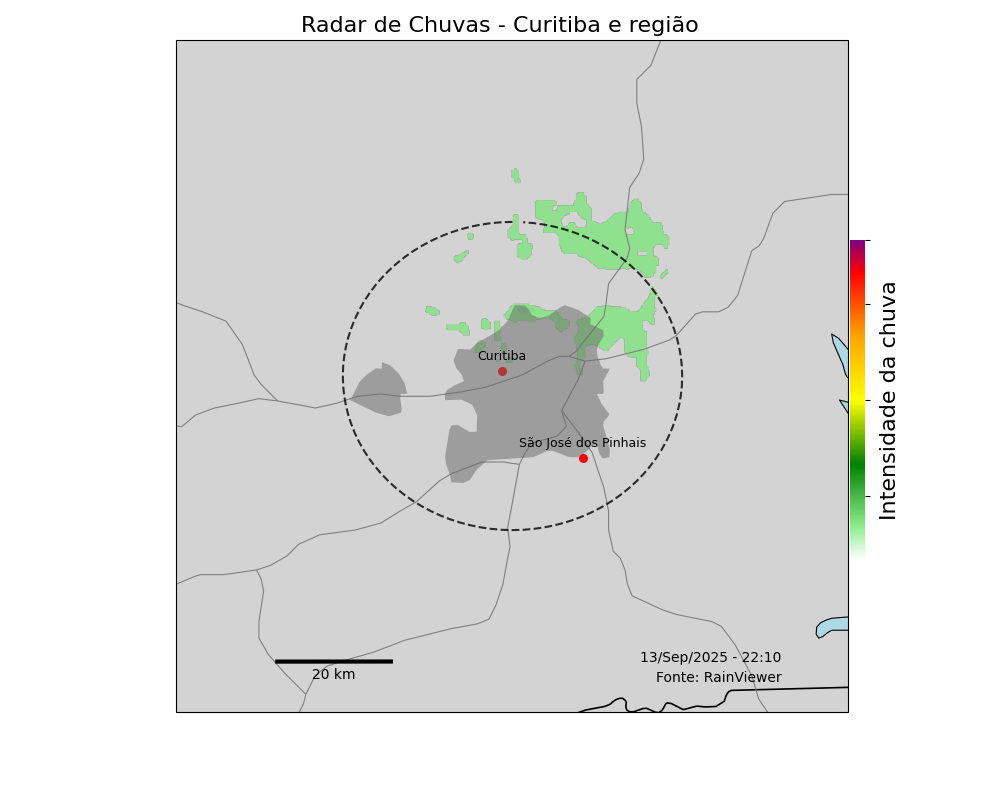 Radar de Chuvas - Curitiba e região
Curitiba
São José dos Pinhais
Intensidade da chuva
20 km
13/Sep/2025 - 22:10
Fonte: RainViewer